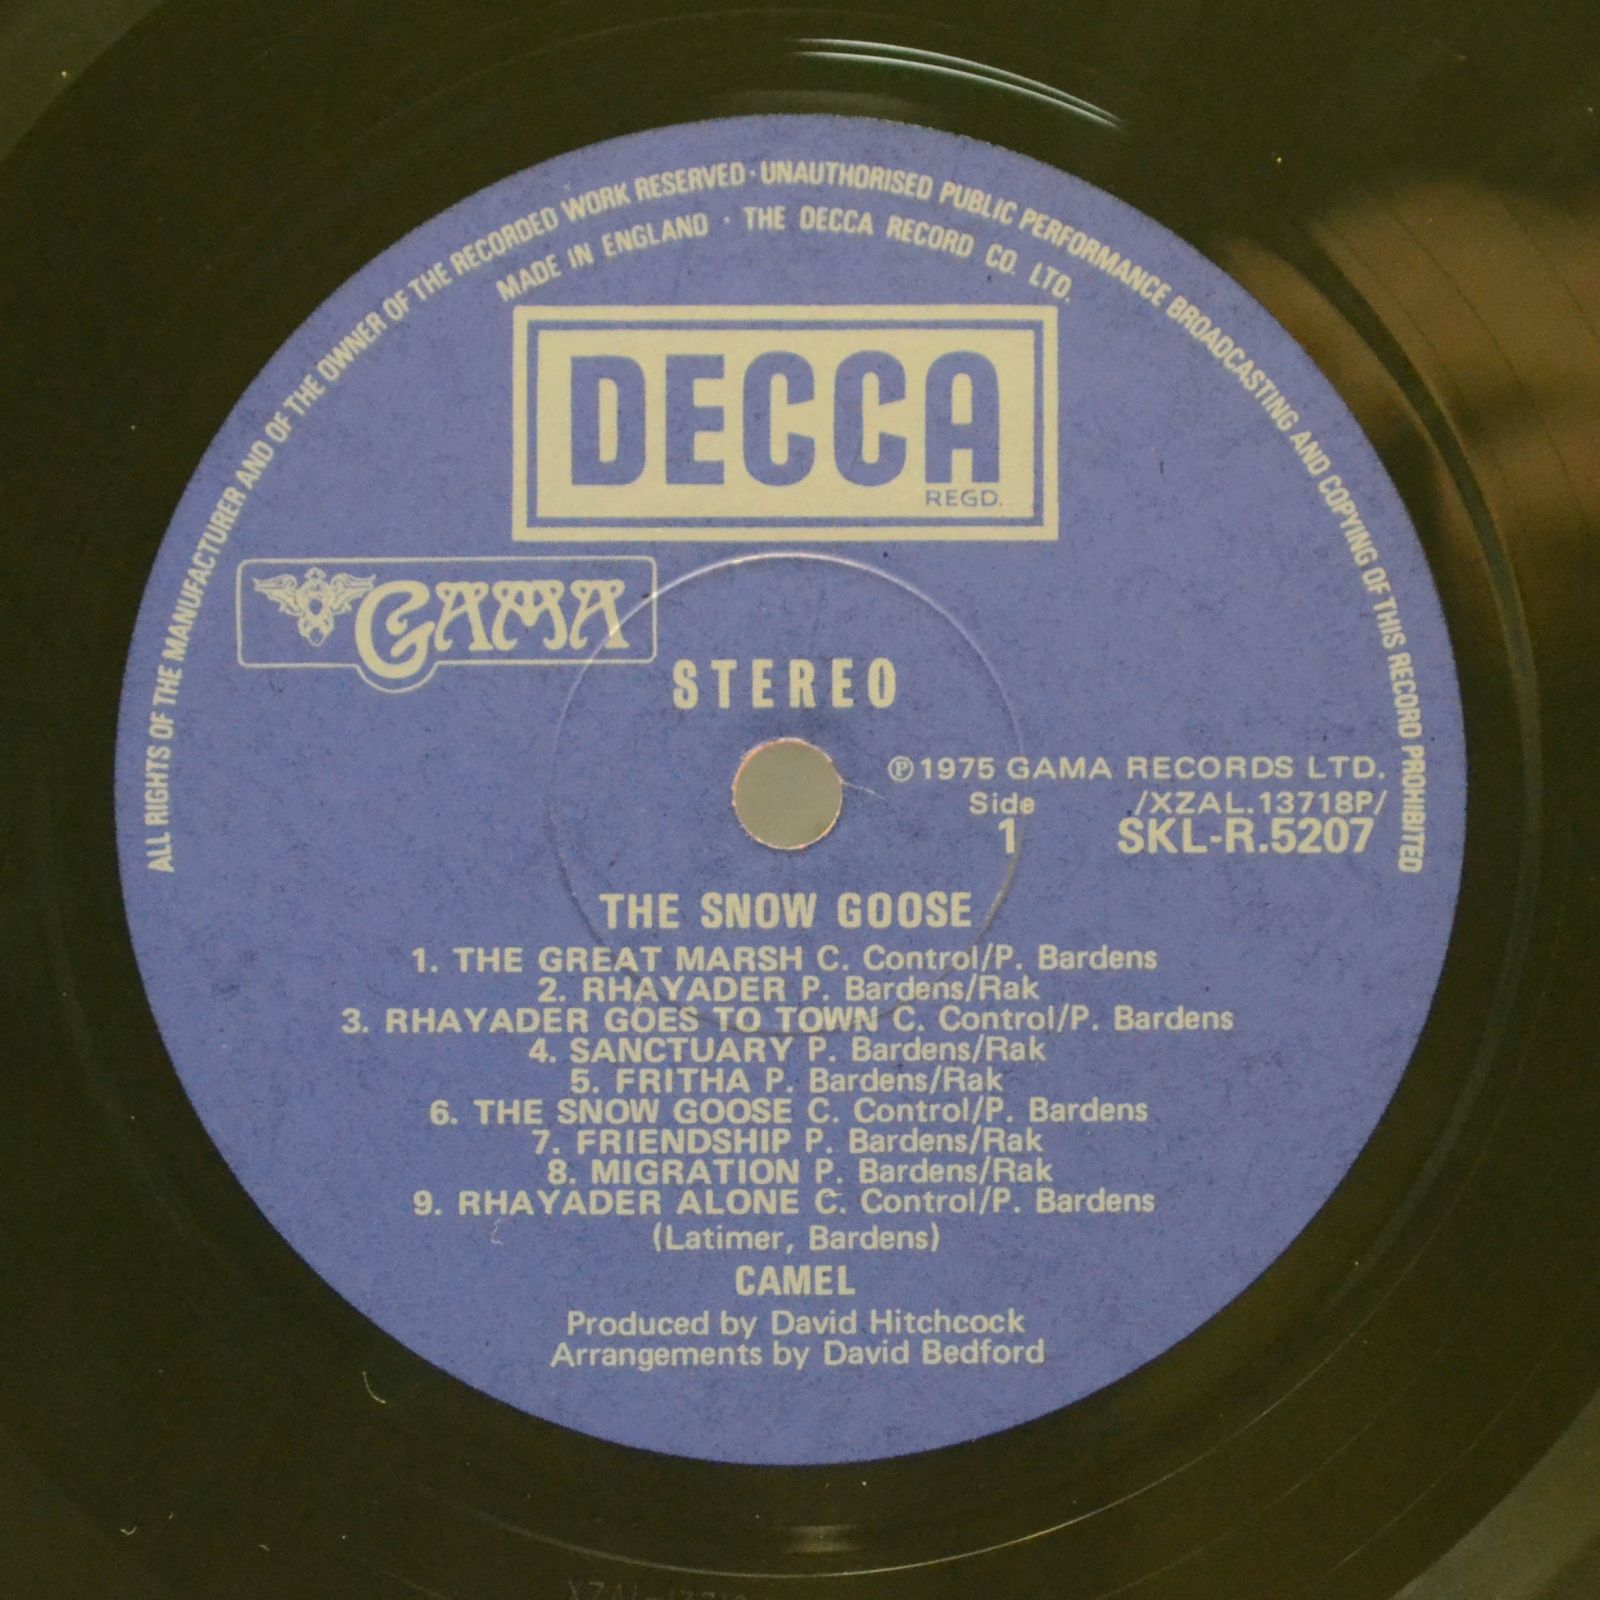 ALL RIGHTS OF THE MANUFACTURER AND OF THE OWNER OF THE RECORDED WORK RESERVED · UNAUTHORISED PUBLIC PERFORMANCE BROADCASTING AND COPYING OF THIS RECORD PROHIBITED
MADE IN ENGLAND · THE DECCA RECORD CO. LTD.
DECCA
REGD.
GAMA
STEREO
℗1975 GAMA RECORDS LTD.
Side /XZAL.13718P/
1 SKL-R.5207
THE SNOW GOOSE
1. THE GREAT MARSH C. Control/P. Bardens
2. RHAYADER P. Bardens/Rak
3. RHAYADER GOES TO TOWN C. Control/P. Bardens
4. SANCTUARY P. Bardens/Rak
5. FRITHA P. Bardens/Rak
6. THE SNOW GOOSE C. Control/P. Bardens
7. FRIENDSHIP P. Bardens/Rak
8. MIGRATION P. Bardens/Rak
9. RHAYADER ALONE C. Control/P. Bardens
(Latimer, Bardens)
CAMEL
Produced by David Hitchcock
Arrangements by David Bedford